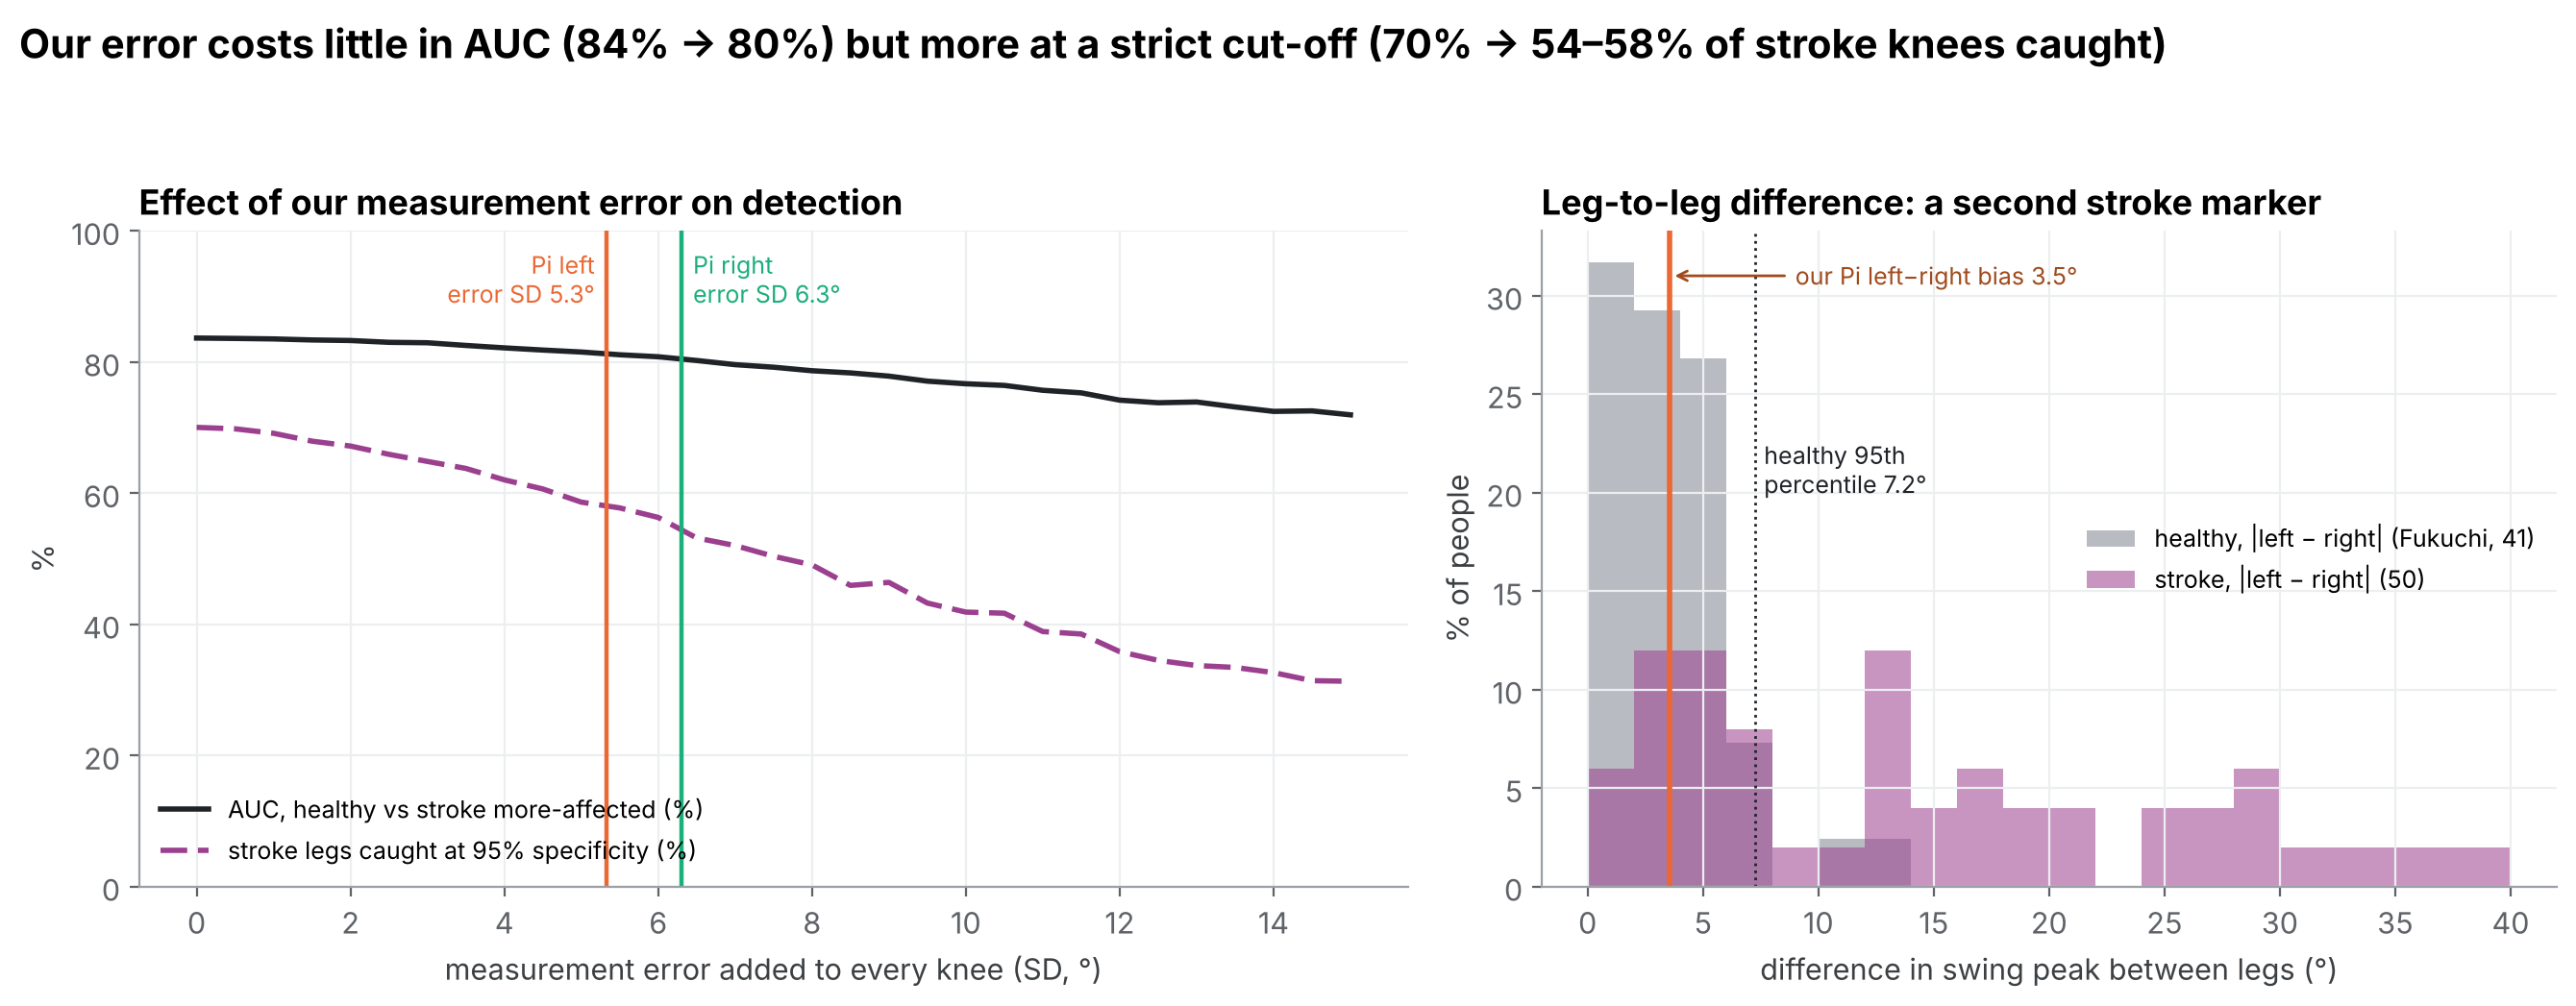 Our error costs little in AUC (84% → 80%) but more at a strict cut-off (70% → 54–58% of stroke knees caught)
Effect of our measurement error on detection
100
80
60
40
20
0
%
Pi left
error SD 5.3°
Pi right
error SD 6.3°
AUC, healthy vs stroke more-affected (%)
stroke legs caught at 95% specificity (%)
0 2 4 6 8 10 12 14
measurement error added to every knee (SD, °)
Leg-to-leg difference: a second stroke marker
30
25
20
15
10
5
0
% of people
our Pi left−right bias 3.5°
healthy 95th
percentile 7.2°
healthy, |left − right| (Fukuchi, 41)
stroke, |left − right| (50)
0 5 10 15 20 25 30 35 40
difference in swing peak between legs (°)